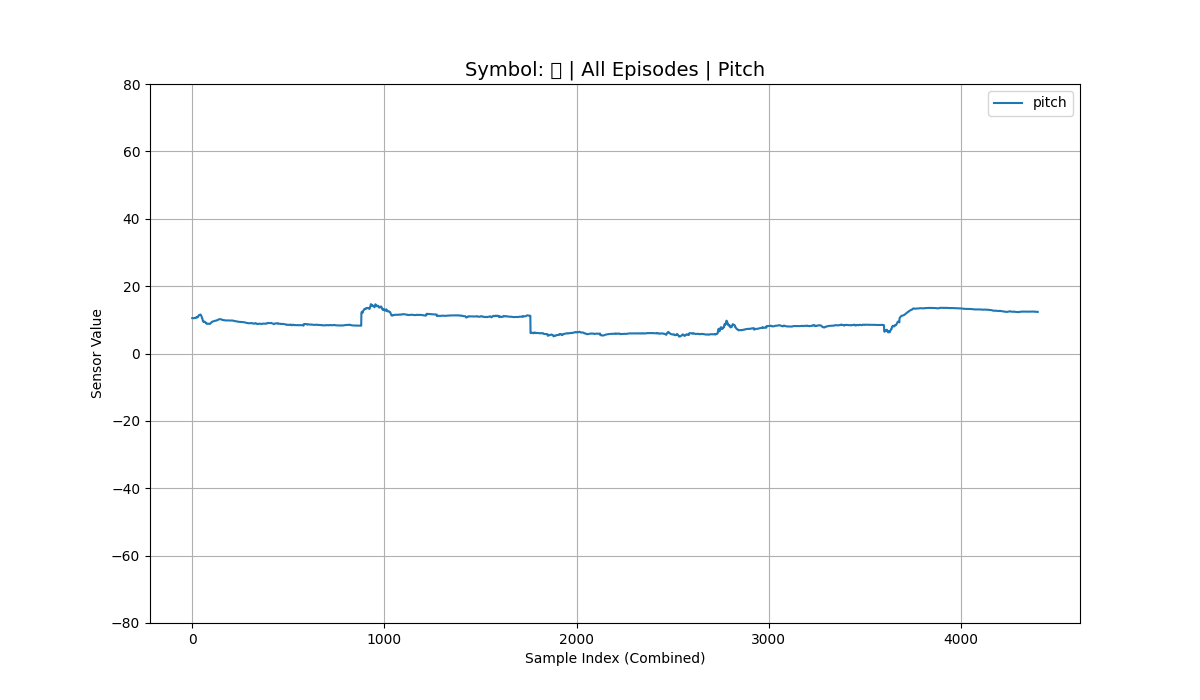 Symbol: | All Episodes | Pitch
pitch
80
60
40
20
0
−20
−40
−60
−80
Sensor Value
0 1000 2000 3000 4000
Sample Index (Combined)